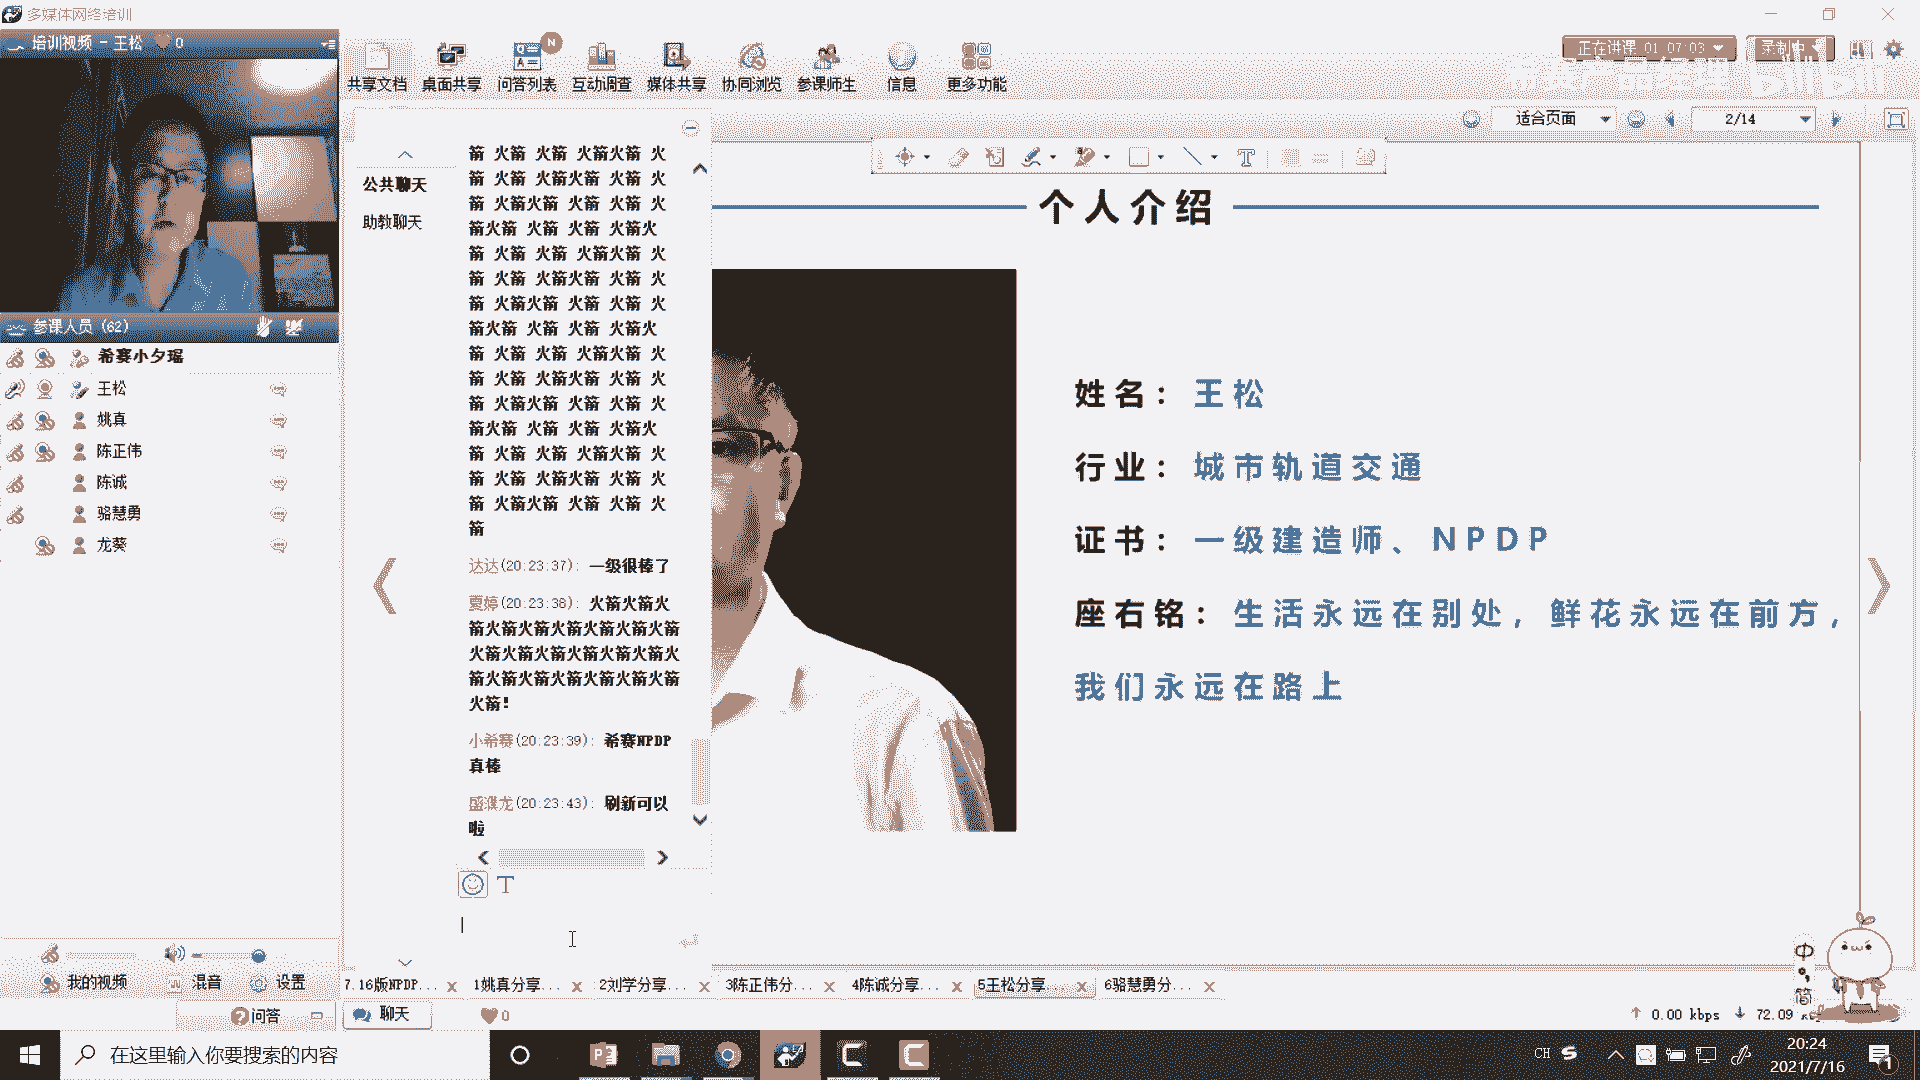 多媒体网络培训
培训视频 - 王松 0
共享文档 桌面共享 问答列表 互动调查 媒体共享 协同浏览 参课师生 信息 更多功能
N
正在讲课 01:07:03
录制中
适合页面
2/14
公共聊天
助教聊天
箭 火箭 火箭 火箭火箭 火
箭 火箭 火箭火箭 火箭 火
箭 火箭火箭 火箭 火箭 火
箭火箭 火箭 火箭 火箭火
箭 火箭 火箭 火箭火箭 火
箭 火箭 火箭火箭 火箭 火
箭 火箭火箭 火箭 火箭 火
箭火箭 火箭 火箭 火箭火
箭 火箭 火箭 火箭火箭 火
箭 火箭 火箭火箭 火箭 火
箭 火箭火箭 火箭 火箭 火
箭火箭 火箭 火箭 火箭火
箭 火箭 火箭 火箭火箭 火
箭 火箭 火箭火箭 火箭 火
箭 火箭火箭 火箭 火箭 火
箭
达达(20:23:37): 一级很棒了
贾婷(20:23:38): 火箭火箭火
箭火箭火箭火箭火箭火箭火箭
火箭火箭火箭火箭火箭火箭火
箭火箭火箭火箭火箭火箭火箭
火箭!
小希赛(20:23:39): 希赛NPDP
真棒
盛濮龙(20:23:43): 刷新可以
啦
参课人员 (62)
希赛小夕瑶
王松
姚真
陈正伟
陈诚
骆慧勇
龙葵
个人介绍
姓名: 王松
行业: 城市轨道交通
证书: 一级建造师、NPDP
座右铭: 生活永远在别处, 鲜花永远在前方,
我们永远在路上
中
简
我的视频 混音 设置
7.16版NPDP... 1姚真分享... 2刘学分享... 3陈正伟分... 4陈诚分享... 5王松分享... 6骆慧勇分...
问答
聊天
0
0.00 kbps 72.09
在这里输入你要搜索的内容
CH
20:24
2021/7/16
1